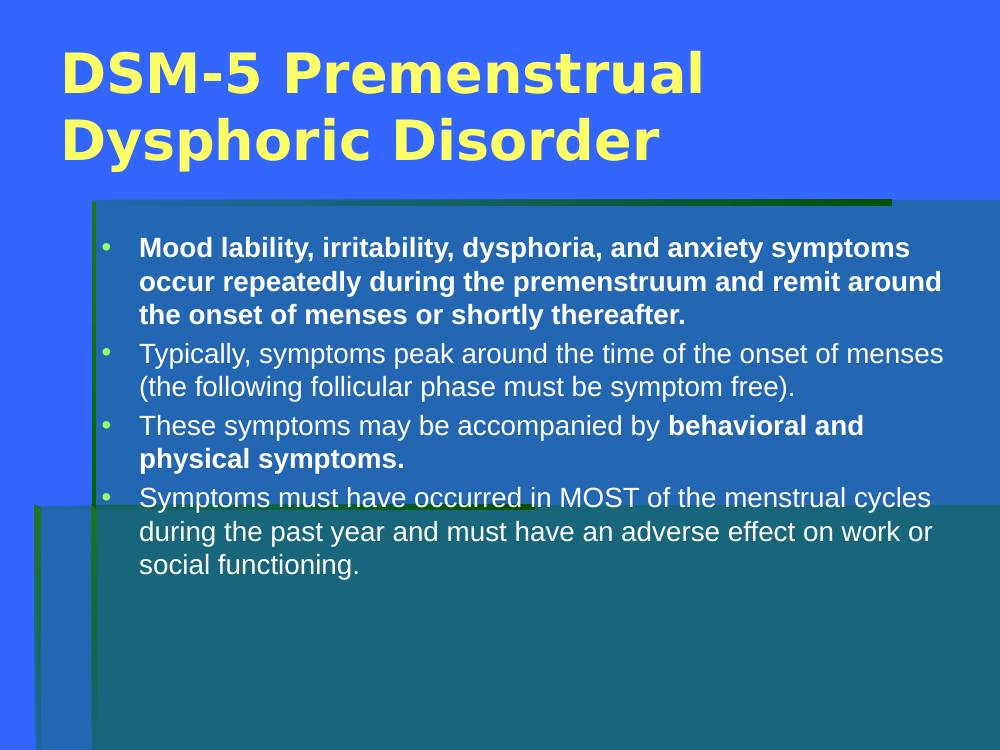 DSM-5 Premenstrual
Dysphoric Disorder
• Mood lability, irritability, dysphoria, and anxiety symptoms
occur repeatedly during the premenstruum and remit around
the onset of menses or shortly thereafter.
• Typically, symptoms peak around the time of the onset of menses
(the following follicular phase must be symptom free).
• These symptoms may be accompanied by behavioral and
physical symptoms.
• Symptoms must have occurred in MOST of the menstrual cycles
during the past year and must have an adverse effect on work or
social functioning.